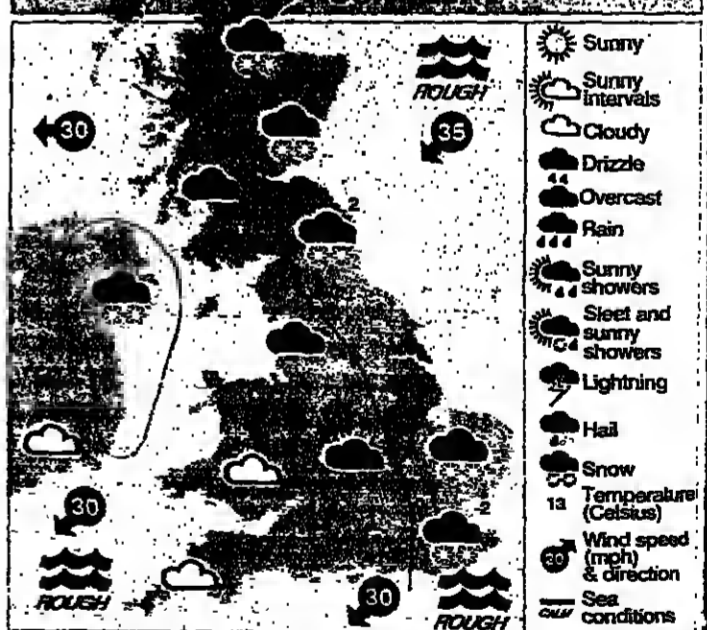 ROUGH
30
35
2
2
30
ROUGH
30
ROUGH
Sunny
Sunny
intervals
Cloudy
Drizzle
Overcast
Rain
Sunny
showers
Sleet and
sunny
showers
Lightning
Hail
Snow
13 Temperature
(Celsius)
30 Wind speed
(mph)
& direction
CALM Sea
conditions